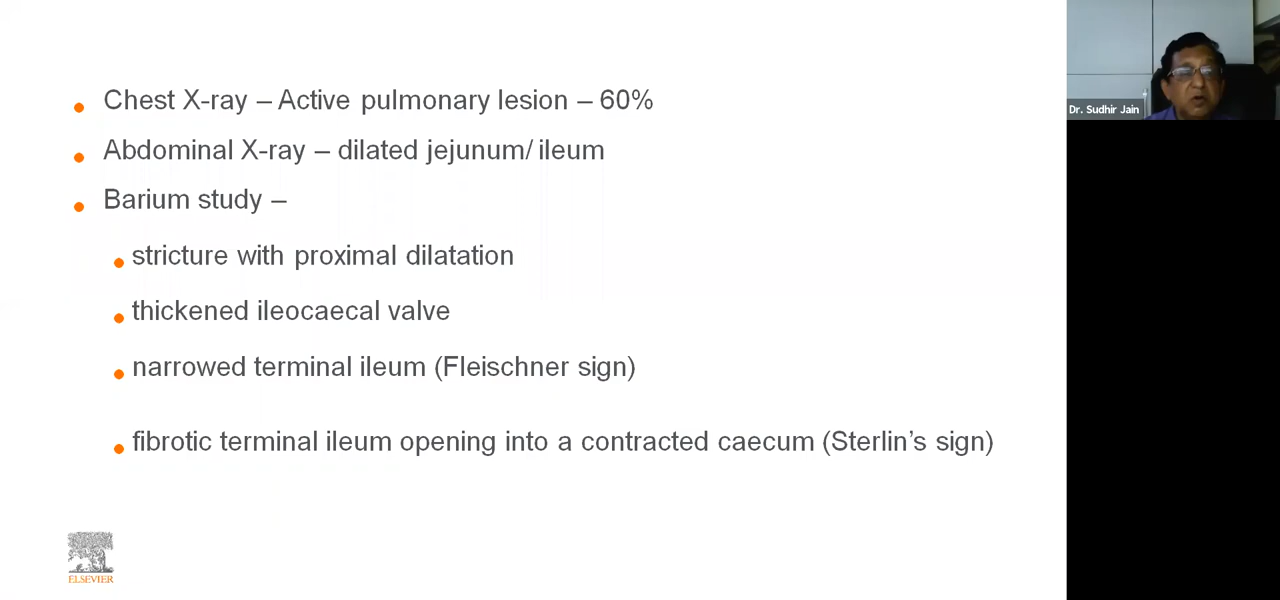 Chest X-ray – Active pulmonary lesion – 60%
Abdominal X-ray – dilated jejunum/ ileum
Barium study –
stricture with proximal dilatation
thickened ileocaecal valve
narrowed terminal ileum (Fleischner sign)
fibrotic terminal ileum opening into a contracted caecum (Sterlin’s sign)
ELSEVIER
Dr. Sudhir Jain